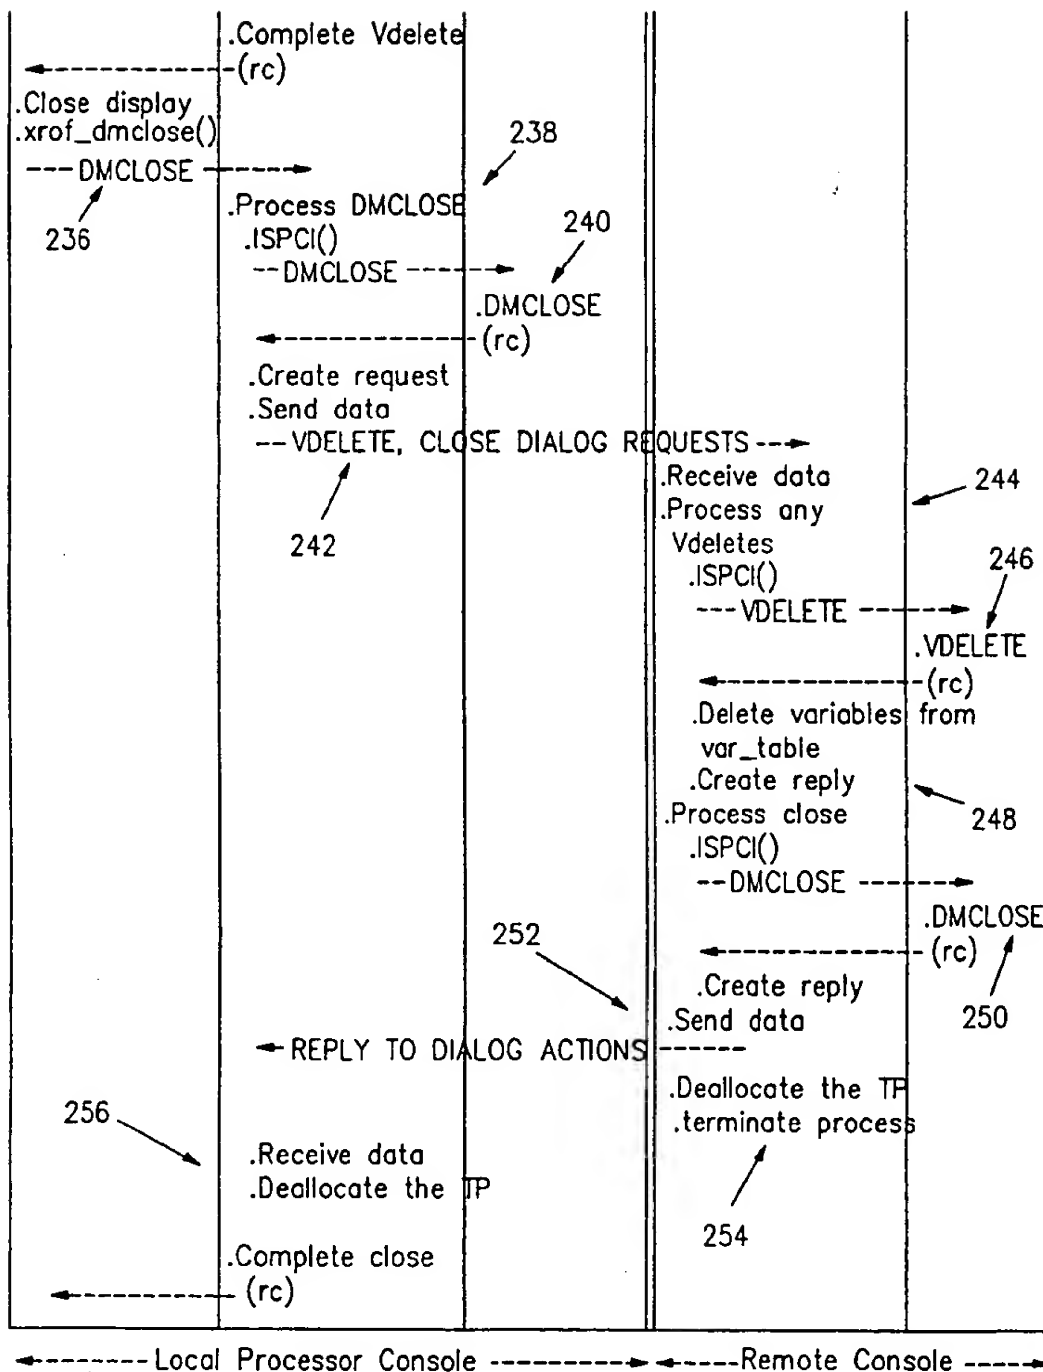 .Complete Vdelete
(rc)
.Close display
.xrof_dmclose()
238
DMCLOSE
.Process DMCLOSE
236
240
.ISPCI()
DMCLOSE
.DMCLOSE
(rc)
.Create request
.Send data
VDELETE, CLOSE DIALOG REQUESTS
.Receive data
244
.Process any
242
Vdeletes
246
.ISPCI()
VDELETE
.VDELETE
(rc)
.Delete variables from
var_table
.Create reply
.Process close
248
.ISPCI()
DMCLOSE
.DMCLOSE
252
(rc)
.Create reply
250
.Send data
REPLY TO DIALOG ACTIONS
.Deallocate the TP
256
.terminate process
.Receive data
.Deallocate the TP
254
.Complete close
(rc)
Local Processor Console
Remote Console